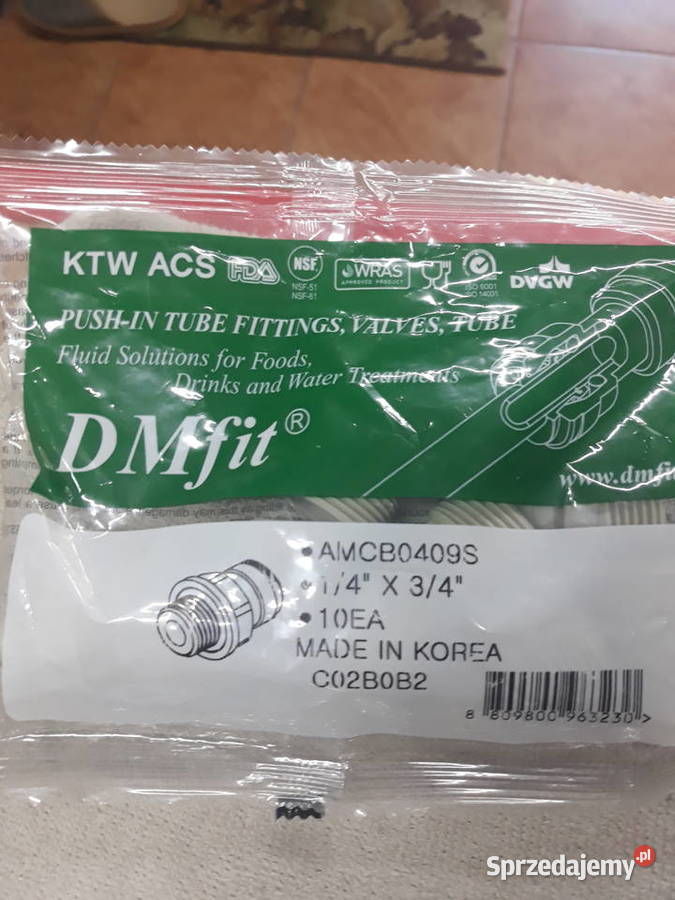 KTW ACS FDA NSF WRAS DVGW
NSF-51
NSF-61
APPROVED PRODUCT
ISO 9001
ISO 14001
PUSH-IN TUBE FITTINGS, VALVES, TUBE
Fluid Solutions for Foods,
Drinks and Water Treatments
DMfit®
www.dmfit
• AMCB0409S
• 1/4" X 3/4"
• 10EA
MADE IN KOREA
C02B0B2
8 809800 963230 >
Sprzedajemy.pl